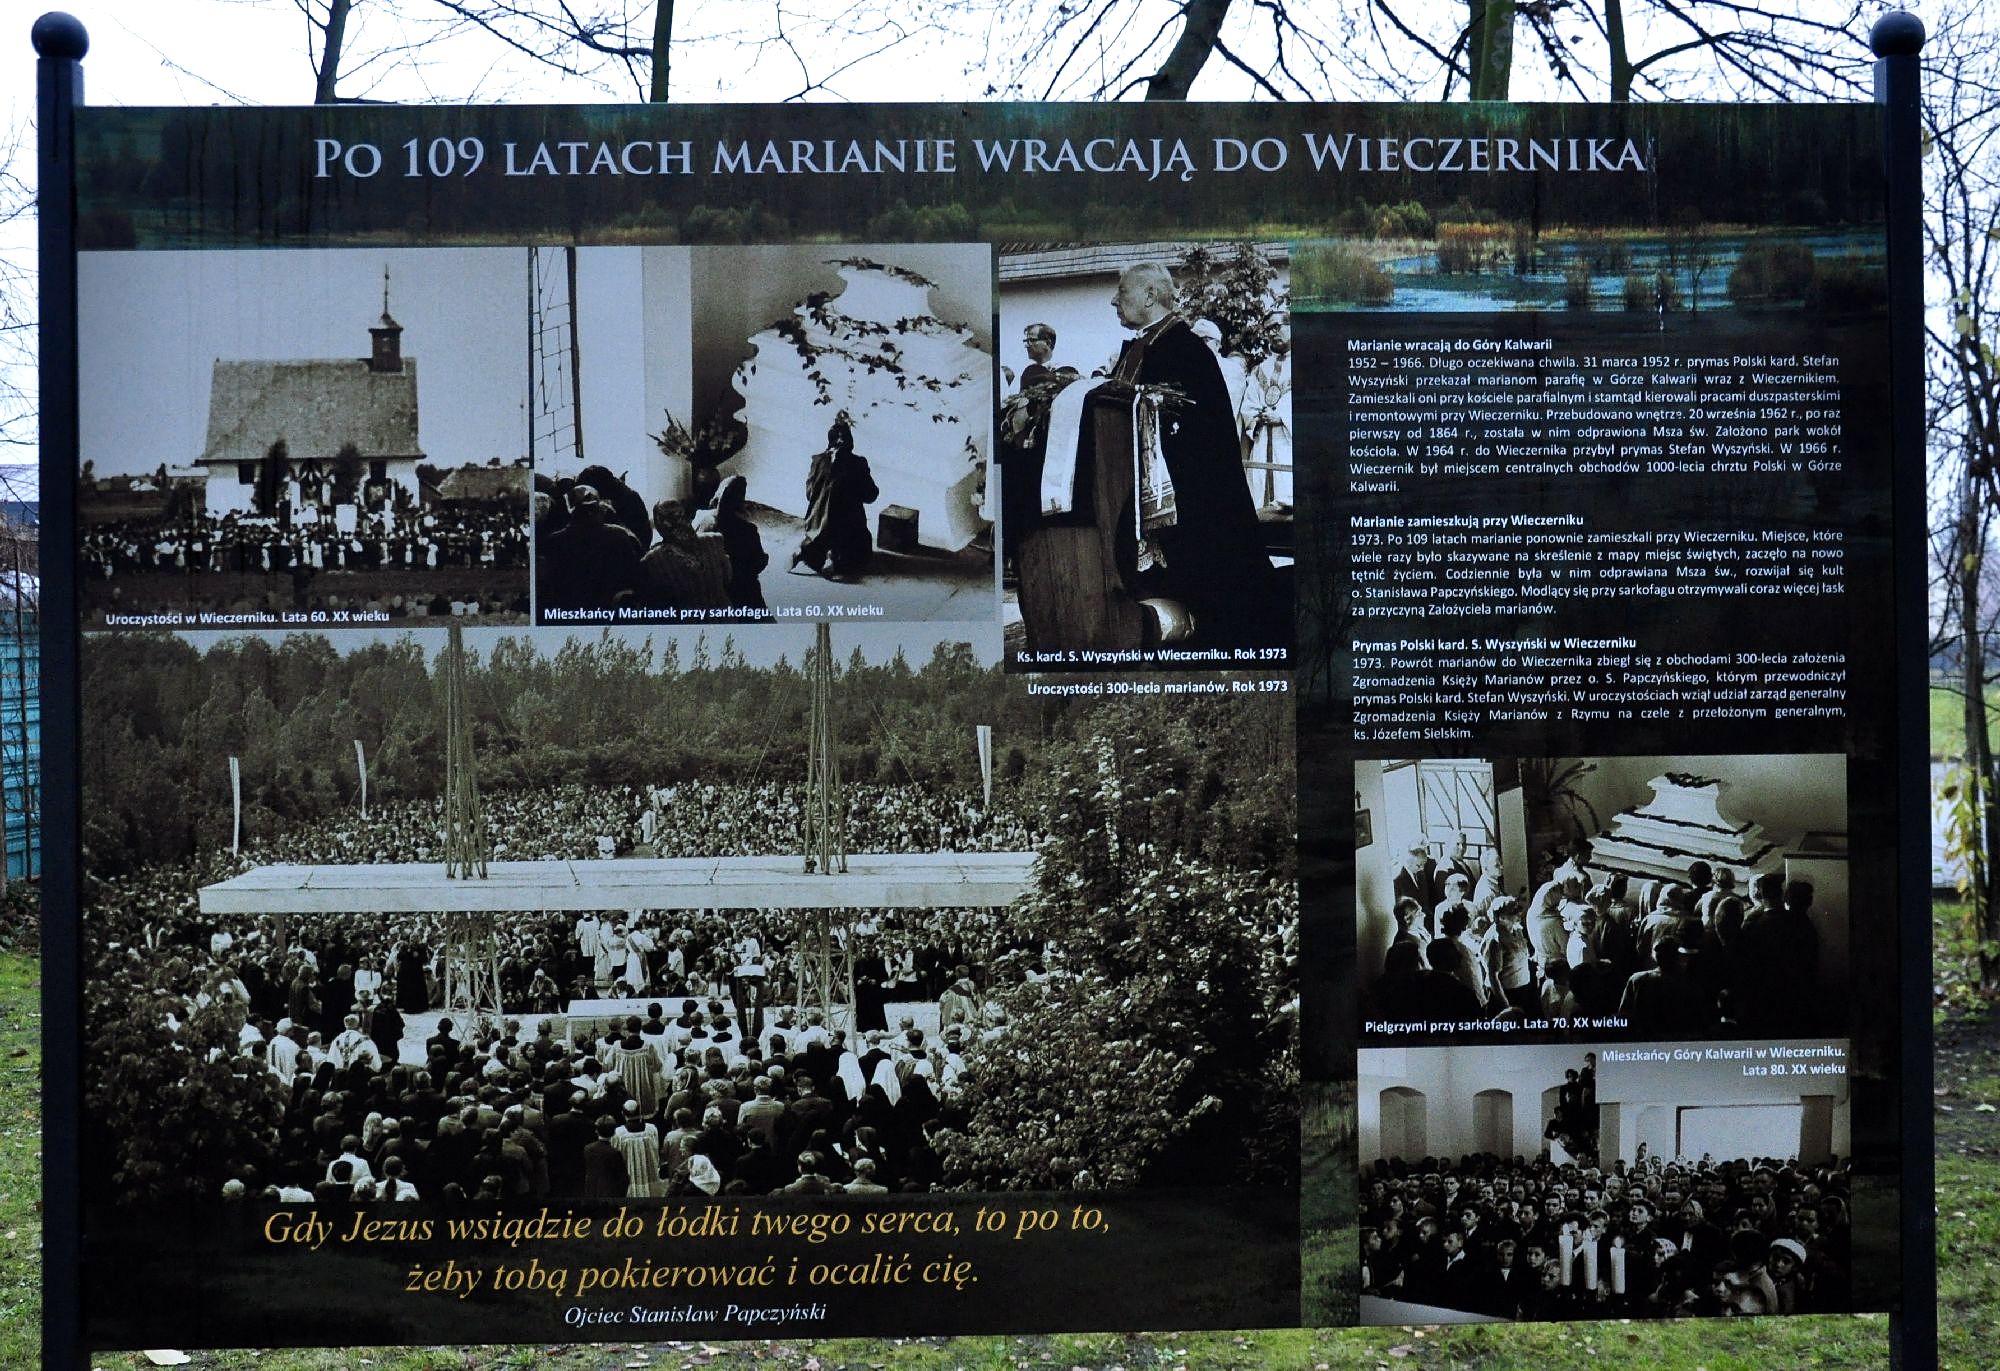 Po 109 latach marianie wracają do Wieczernika
Uroczystości w Wieczerniku. Lata 60. XX wieku
Mieszkańcy Marianek przy sarkofagu. Lata 60. XX wieku
Ks. kard. S. Wyszyński w Wieczerniku. Rok 1973
Uroczystości 300-lecia marianów. Rok 1973
Marianie wracają do Góry Kalwarii
1952 – 1966. Długo oczekiwana chwila. 31 marca 1952 r. prymas Polski kard. Stefan
Wyszyński przekazał marianom parafię w Górze Kalwarii wraz z Wieczernikiem.
Zamieszkali oni przy kościele parafialnym i stamtąd kierowali pracami duszpasterskimi
i remontowymi przy Wieczerniku. Przebudowano wnętrze. 20 września 1962 r., po raz
pierwszy od 1864 r., została w nim odprawiona Msza św. Założono park wokół
kościoła. W 1964 r. do Wieczernika przybył prymas Stefan Wyszyński. W 1966 r.
Wieczernik był miejscem centralnych obchodów 1000-lecia chrztu Polski w Górze
Kalwarii.
Marianie zamieszkują przy Wieczerniku
1973. Po 109 latach marianie ponownie zamieszkali przy Wieczerniku. Miejsce, które
wiele razy było skazywane na skreślenie z mapy miejsc świętych, zaczęło na nowo
tętnić życiem. Codziennie była w nim odprawiana Msza św., rozwijał się kult
o. Stanisława Papczyńskiego. Modlący się przy sarkofagu otrzymywali coraz więcej łask
za przyczyną Założyciela marianów.
Prymas Polski kard. S. Wyszyński w Wieczerniku
1973. Powrót marianów do Wieczernika zbiegł się z obchodami 300-lecia założenia
Zgromadzenia Księży Marianów przez o. S. Papczyńskiego, którym przewodniczył
prymas Polski kard. Stefan Wyszyński. W uroczystościach wziął udział zarząd generalny
Zgromadzenia Księży Marianów z Rzymu na czele z przełożonym generalnym,
ks. Józefem Sielskim.
Pielgrzymi przy sarkofagu. Lata 70. XX wieku
Mieszkańcy Góry Kalwarii w Wieczerniku.
Lata 80. XX wieku
Gdy Jezus wsiądzie do łódki twego serca, to po to,
żeby tobą pokierować i ocalić cię.
Ojciec Stanisław Papczyński